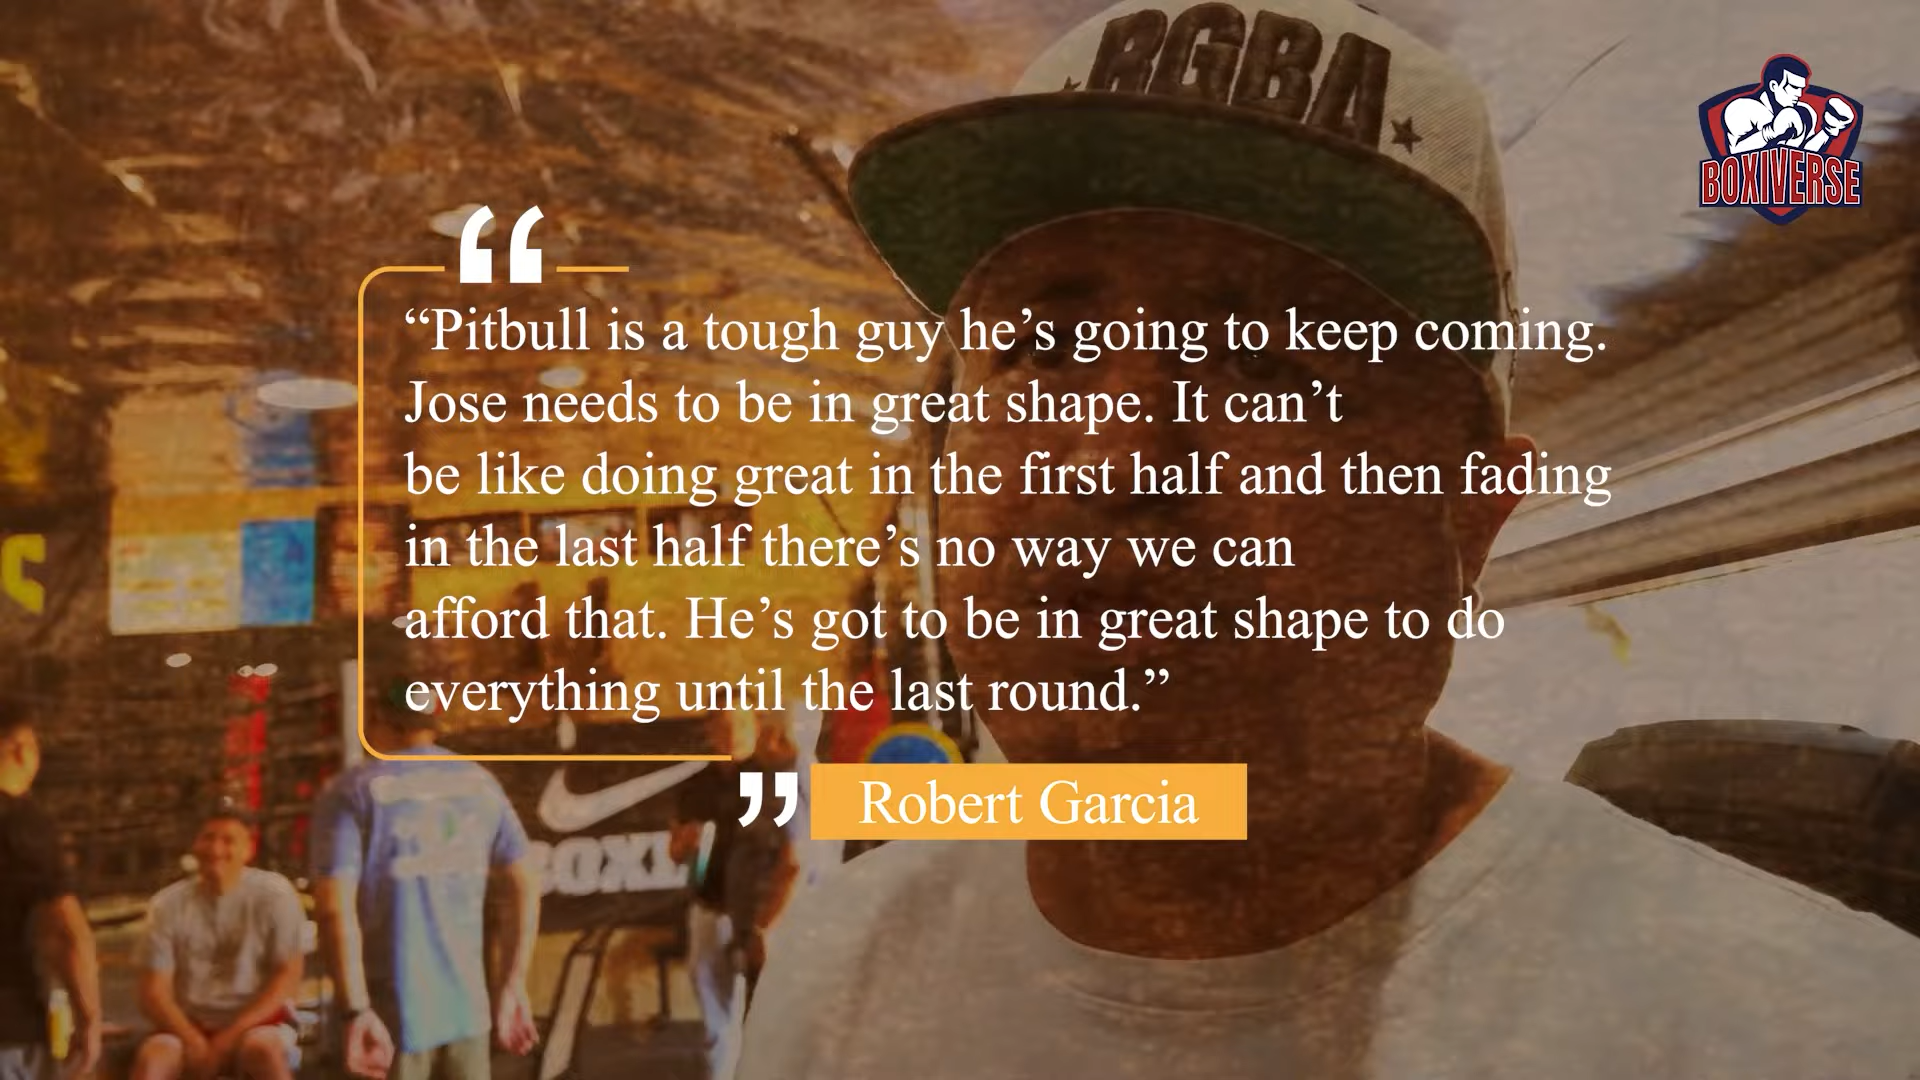 RGBA
BOXIVERSE
“Pitbull is a tough guy he’s going to keep coming.
Jose needs to be in great shape. It can’t
be like doing great in the first half and then fading
in the last half there’s no way we can
afford that. He’s got to be in great shape to do
everything until the last round.”
Robert Garcia